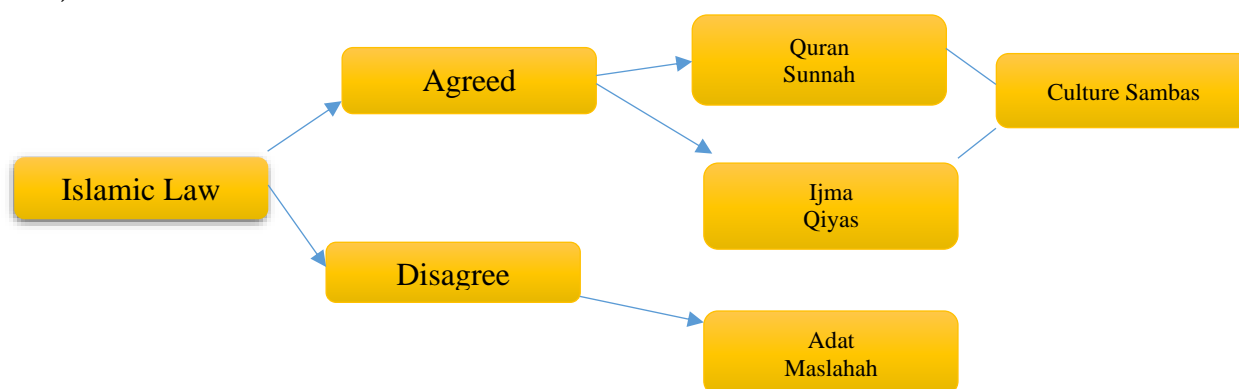 Islamic Law
Agreed
Disagree
Quran
Sunnah
Ijma
Qiyas
Adat
Maslahah
Culture Sambas